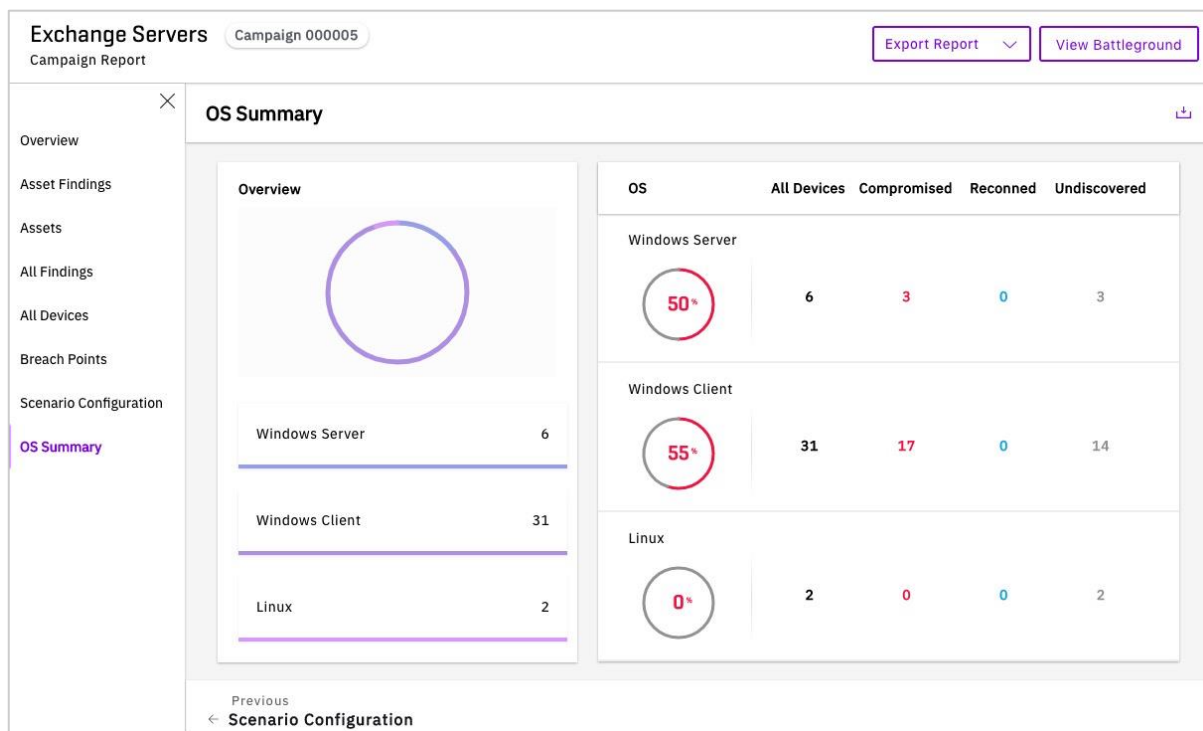 Exchange Servers Campaign 000005
Campaign Report
Export Report
View Battleground
Overview
Asset Findings
Assets
All Findings
All Devices
Breach Points
Scenario Configuration
OS Summary
OS Summary
Overview
Windows Server 6
Windows Client 31
Linux 2
OS All Devices Compromised Reconned Undiscovered
Windows Server
50% 6 3 0 3
Windows Client
55% 31 17 0 14
Linux
0% 2 0 0 2
Previous
← Scenario Configuration